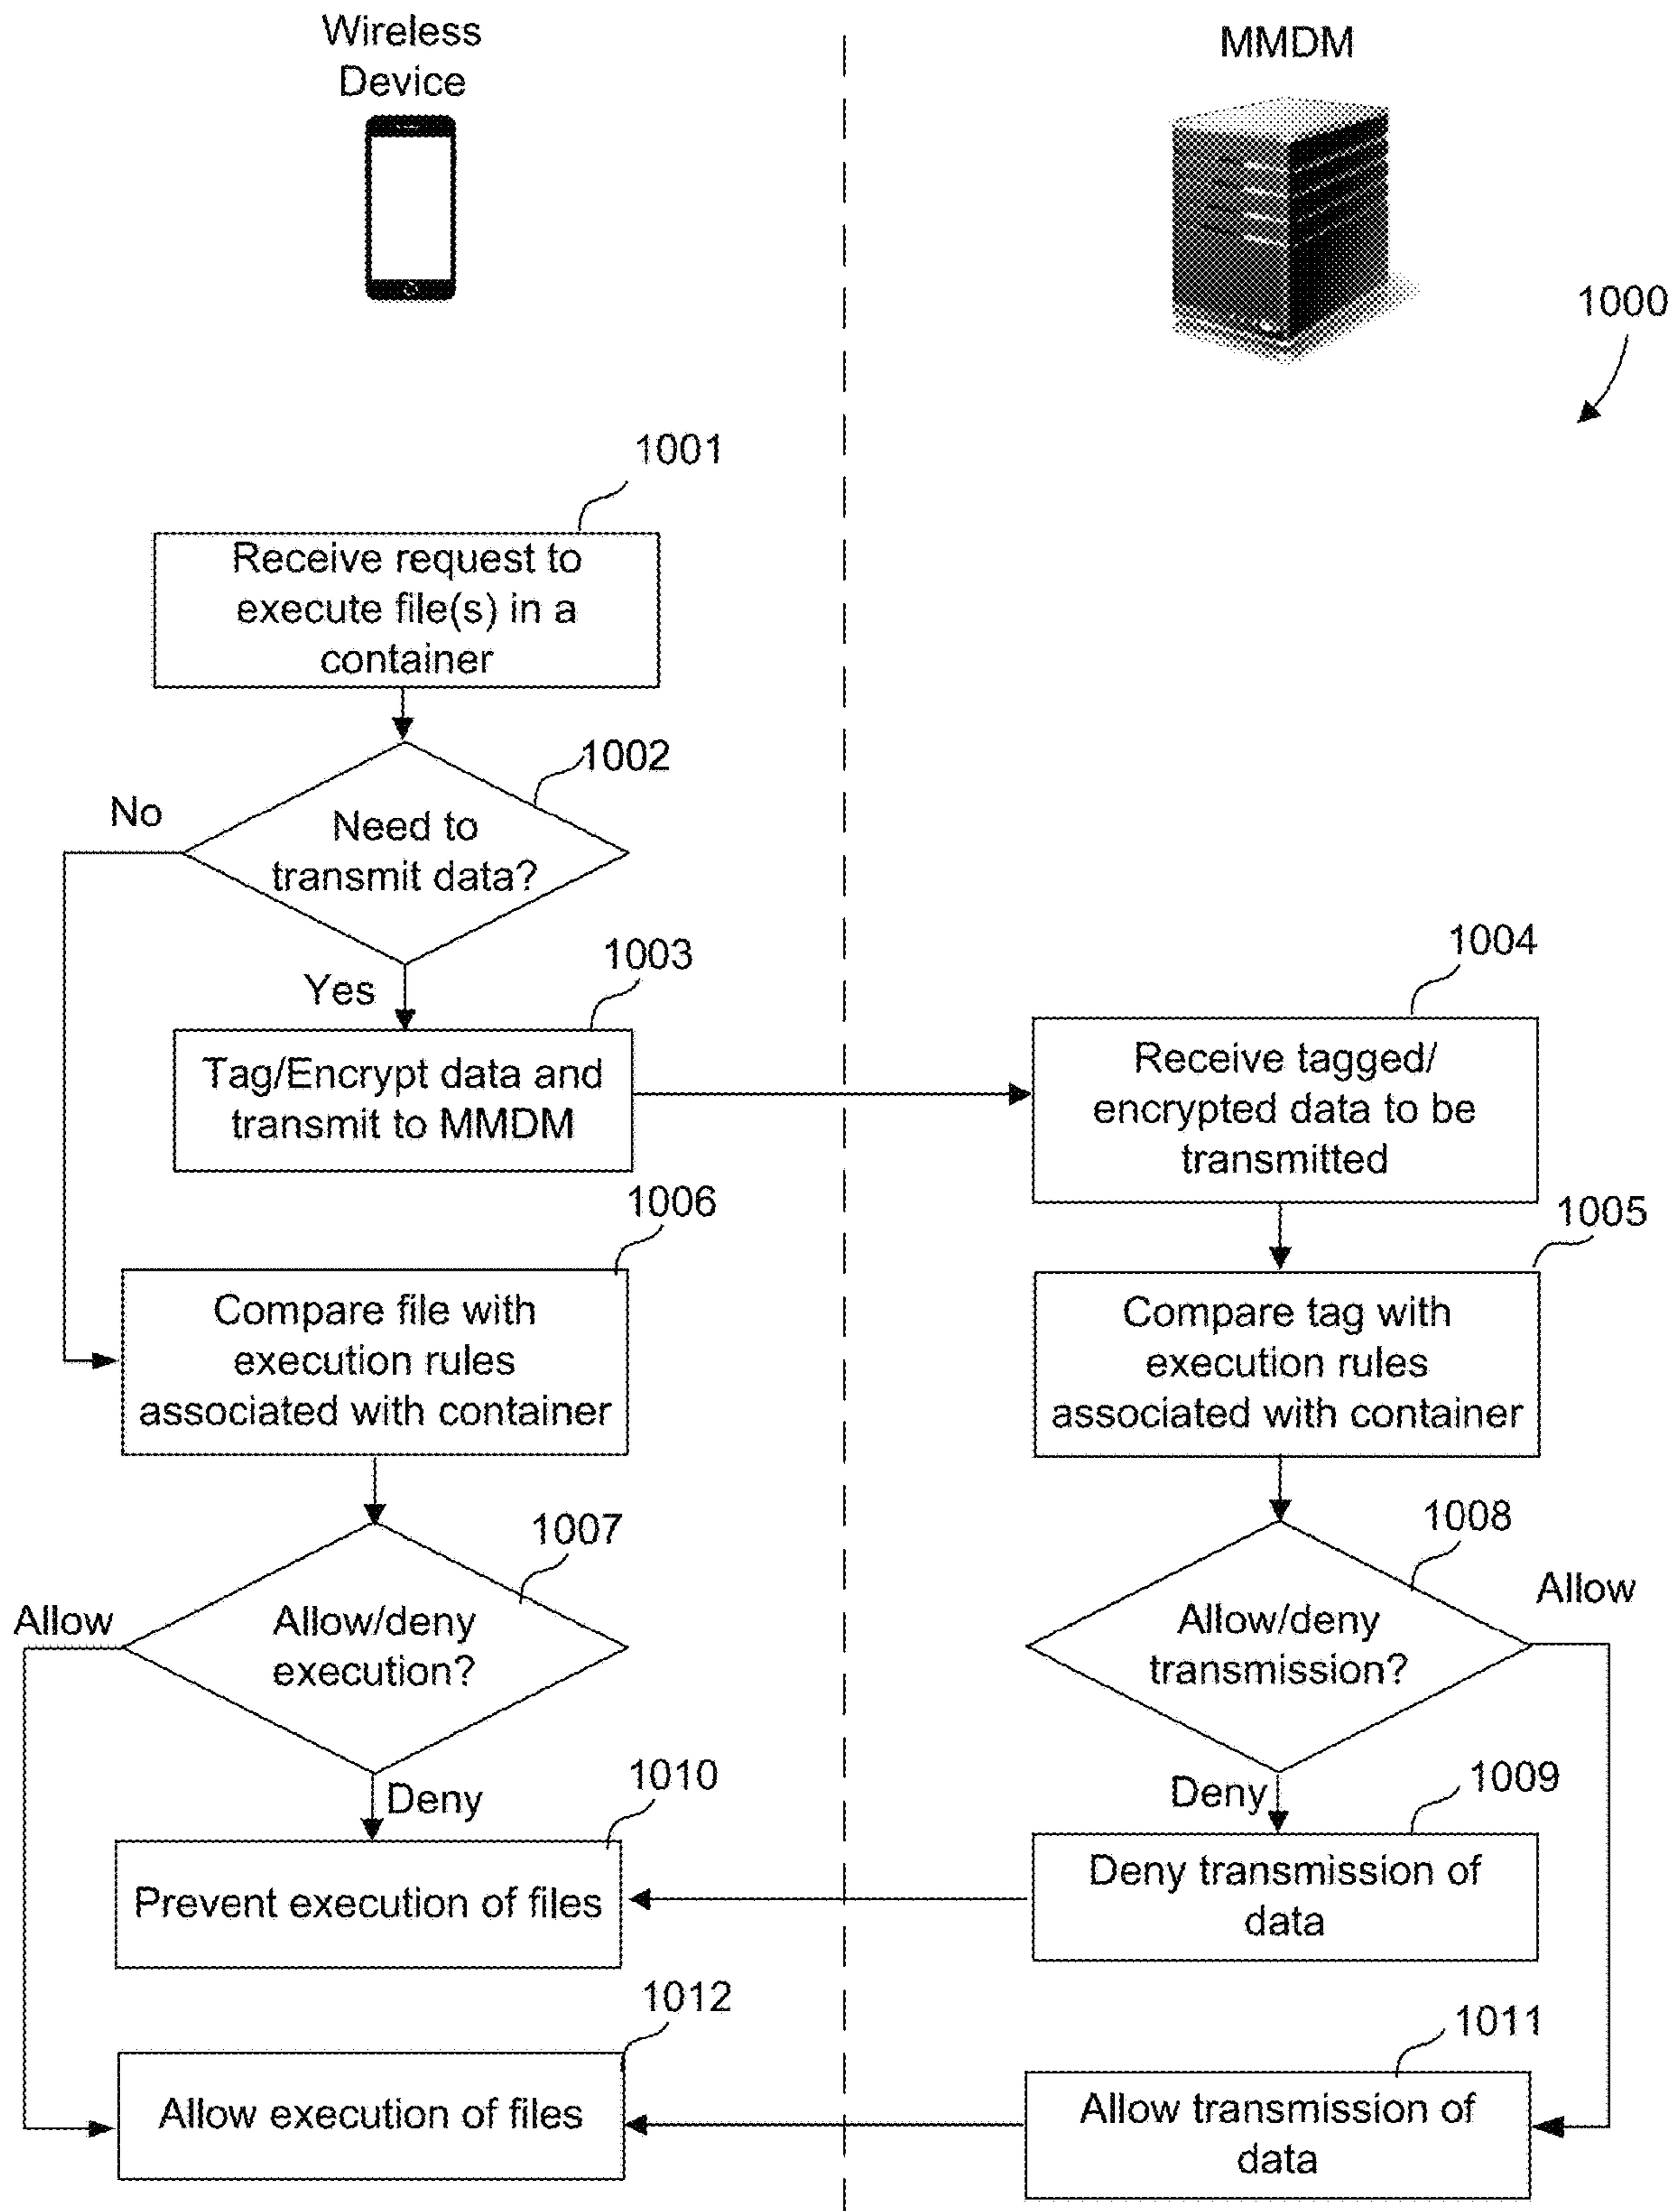 Wireless
Device
MMDM
1000
1001
Receive request to
execute file(s) in a
container
1002
No
Need to
transmit data?
Yes
1003
Tag/Encrypt data and
transmit to MMDM
1004
Receive tagged/
encrypted data to be
transmitted
1006
Compare file with
execution rules
associated with container
1005
Compare tag with
execution rules
associated with container
1007
Allow
Allow/deny
execution?
Deny
1008
Allow
Allow/deny
transmission?
Deny
1010
Prevent execution of files
1009
Deny transmission of
data
1012
Allow execution of files
1011
Allow transmission of
data